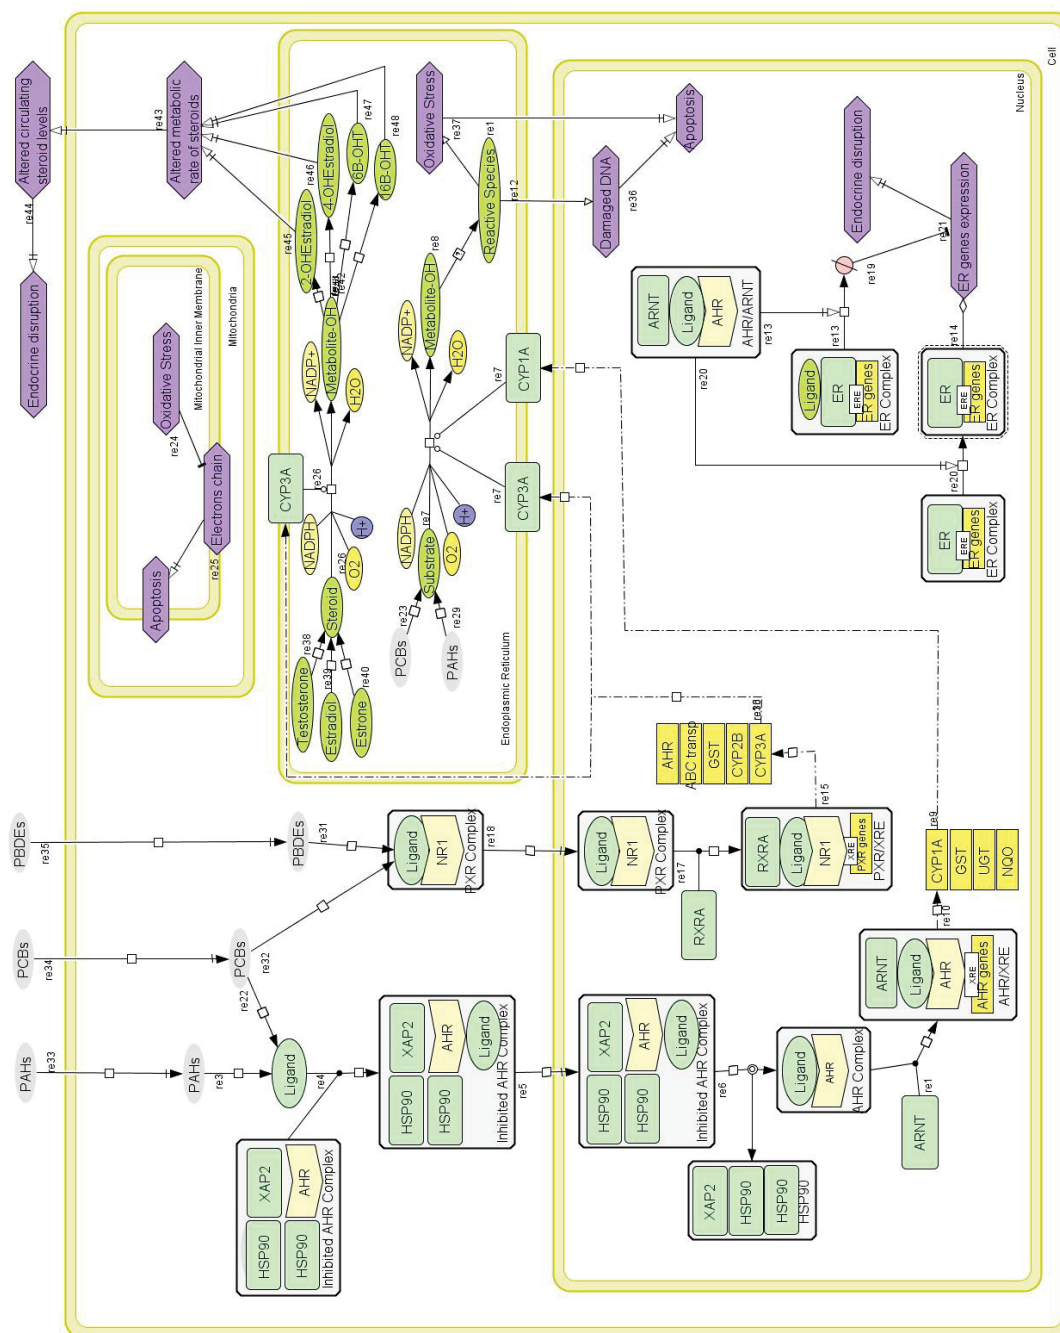 PAHs
re33
PCBs
re34
PBDEs
re35
Altered circulating
steroid levels
re44
Endocrine disruption
re43
Altered metabolic
rate of steroids
PAHs
re3
PCBs
re22
re32
PBDEs
re31
Ligand
re4
XAP2
HSP90
AHR
HSP90
Inhibited AHR Complex
XAP2
HSP90
AHR
HSP90
Ligand
Inhibited AHR Complex
re5
Ligand
NR1
PXR Complex
re18
Apoptosis
re25
Oxidative Stress
re24
Electrons chain
Mitochondrial Inner Membrane
Mitochondria
Testosterone
re38
Estradiol
re39
Estrone
re40
Steroid
re26
NADPH
O2
H+
CYP3A
re26
NADP+
H2O
Metabolite-OH
re42
2-OHEstradiol
re45
4-OHEstradiol
re46
6B-OHT
re47
6B-OHT
re48
PCBs
re23
PAHs
re29
Substrate
re7
NADPH
O2
H+
NADP+
H2O
Metabolite-OH
re8
CYP3A
re7
CYP1A
re7
Reactive Species
re1
re12
Oxidative Stress
re37
Endoplasmic Reticulum
XAP2
HSP90
AHR
HSP90
Ligand
Inhibited AHR Complex
re6
XAP2
HSP90
HSP90
HSP90
Ligand
AHR
AHR Complex
ARNT
re1
ARNT
Ligand
AHR
XRE
AHR genes
AHR/XRE
re10
CYP1A
re9
GST
UGT
NQO
Ligand
NR1
PXR Complex
re17
RXRA
RXRA
Ligand
NR1
XRE
PXR genes
PXR/XRE
re15
AHR
ABC transp
GST
CYP2B
CYP3A
Damaged DNA
re36
Apoptosis
ARNT
Ligand
AHR
AHR/ARNT
re13
re20
Ligand
ER
ERE
ER genes
ER Complex
re13
re19
Endocrine disruption
re21
ER
ERE
ER genes
ER Complex
re20
ER
ERE
ER genes
ER Complex
re14
ER genes expression
Nucleus
Cell